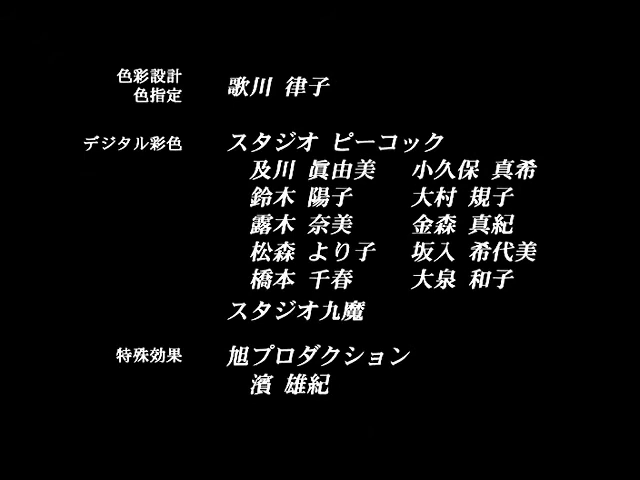 色彩設計
色指定
歌川 律子
デジタル彩色
スタジオ ピーコック
及川 眞由美 小久保 真希
鈴木 陽子 大村 規子
露木 奈美 金森 真紀
松森 より子 坂入 希代美
橋本 千春 大泉 和子
スタジオ九魔
特殊効果
旭プロダクション
濱 雄紀